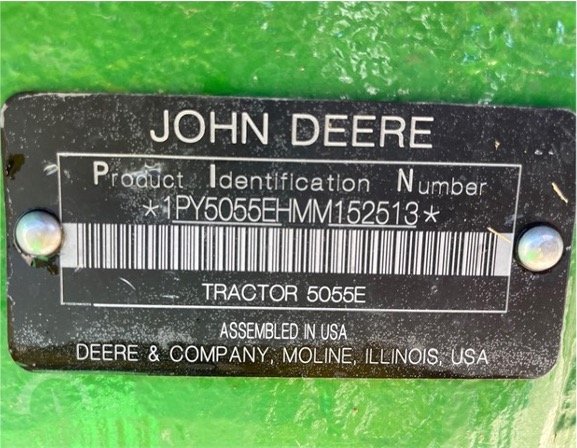 JOHN DEERE
Product Identification Number
*1PY5055EHMM152513*
TRACTOR 5055E
ASSEMBLED IN USA
DEERE & COMPANY, MOLINE, ILLINOIS, USA